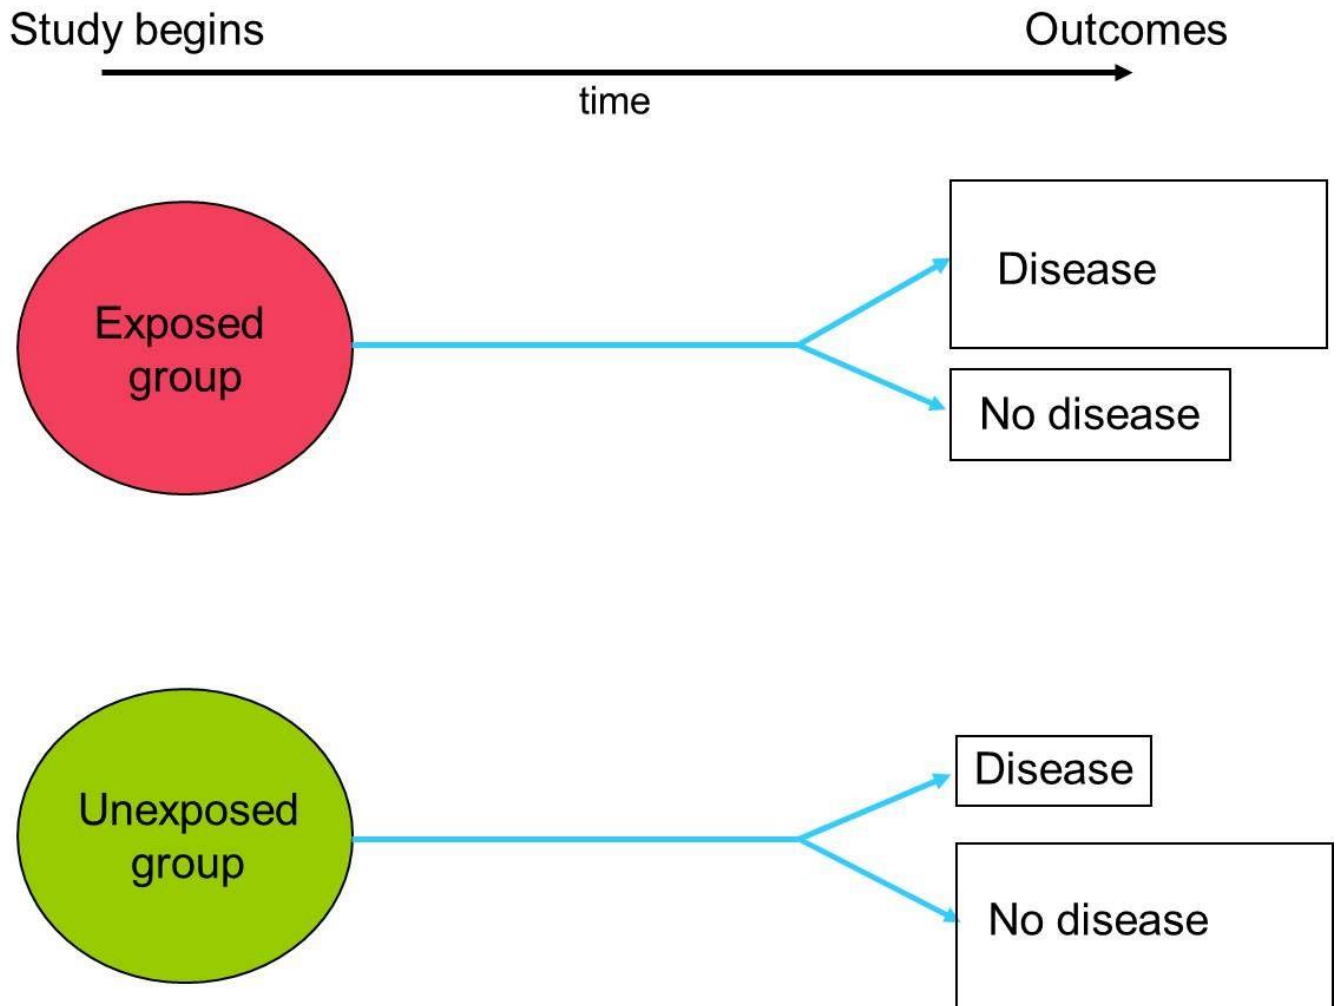 Study begins
Outcomes
time
Exposed
group
Disease
No disease
Unexposed
group
Disease
No disease